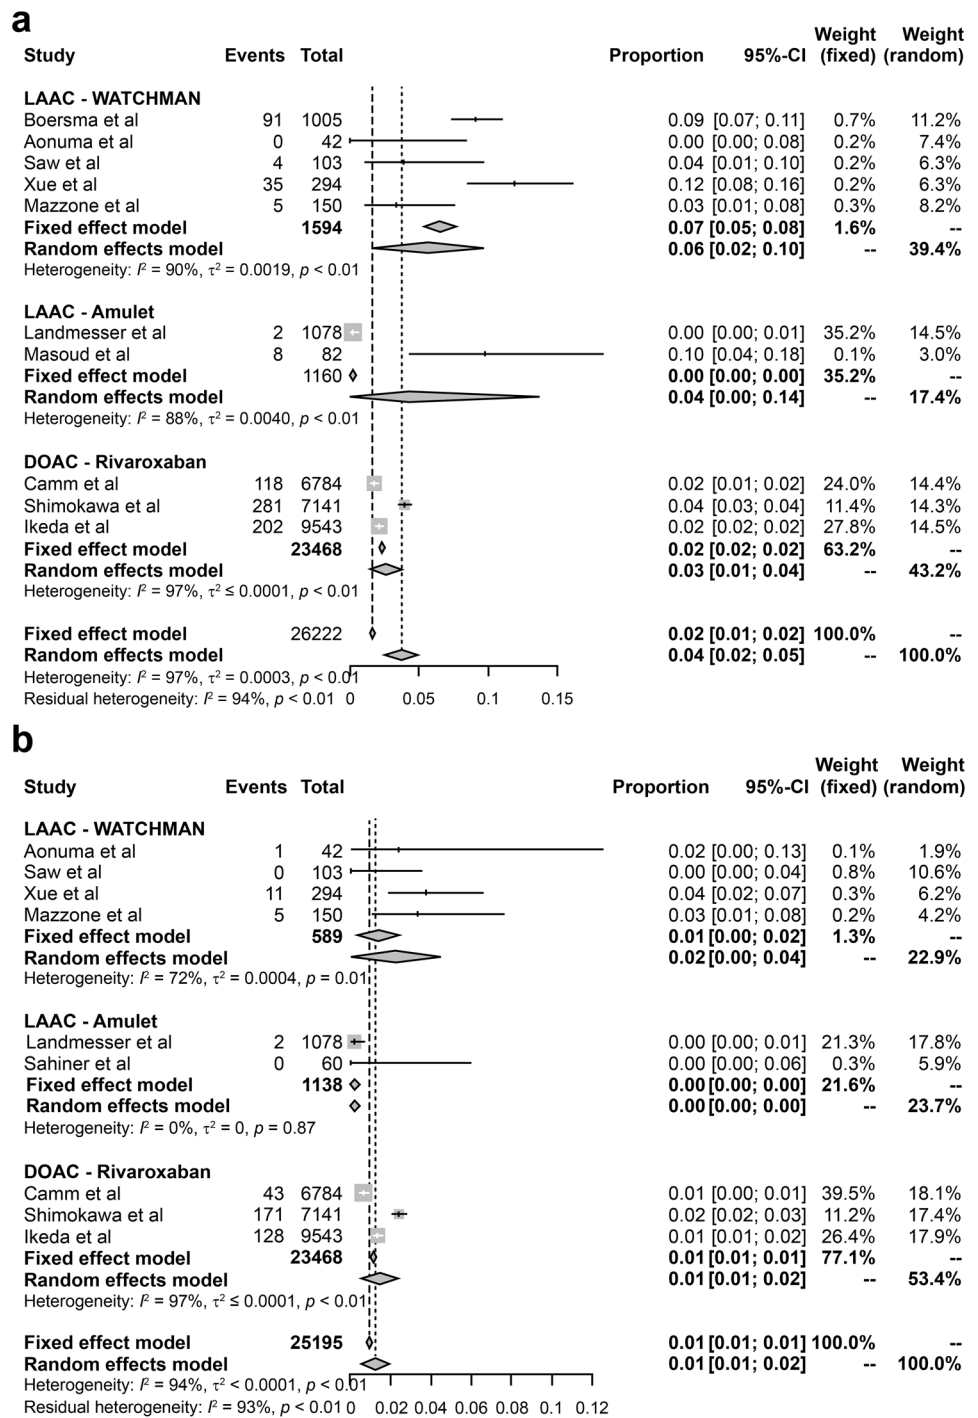 a
Weight Weight
Study Events Total Proportion 95%-CI (fixed) (random)
LAAC - WATCHMAN
Boersma et al 91 1005 0.09 [0.07; 0.11] 0.7% 11.2%
Aonuma et al 0 42 0.00 [0.00; 0.08] 0.2% 7.4%
Saw et al 4 103 0.04 [0.01; 0.10] 0.2% 6.3%
Xue et al 35 294 0.12 [0.08; 0.16] 0.2% 6.3%
Mazzone et al 5 150 0.03 [0.01; 0.08] 0.3% 8.2%
Fixed effect model 1594 0.07 [0.05; 0.08] 1.6% --
Random effects model 0.06 [0.02; 0.10] -- 39.4%
Heterogeneity: I² = 90%, τ² = 0.0019, p < 0.01
LAAC - Amulet
Landmesser et al 2 1078 0.00 [0.00; 0.01] 35.2% 14.5%
Masoud et al 8 82 0.10 [0.04; 0.18] 0.1% 3.0%
Fixed effect model 1160 0.00 [0.00; 0.00] 35.2% --
Random effects model 0.04 [0.00; 0.14] -- 17.4%
Heterogeneity: I² = 88%, τ² = 0.0040, p < 0.01
DOAC - Rivaroxaban
Camm et al 118 6784 0.02 [0.01; 0.02] 24.0% 14.4%
Shimokawa et al 281 7141 0.04 [0.03; 0.04] 11.4% 14.3%
Ikeda et al 202 9543 0.02 [0.02; 0.02] 27.8% 14.5%
Fixed effect model 23468 0.02 [0.02; 0.02] 63.2% --
Random effects model 0.03 [0.01; 0.04] -- 43.2%
Heterogeneity: I² = 97%, τ² ≤ 0.0001, p < 0.01
Fixed effect model 26222 0.02 [0.01; 0.02] 100.0% --
Random effects model 0.04 [0.02; 0.05] -- 100.0%
Heterogeneity: I² = 97%, τ² = 0.0003, p < 0.01
Residual heterogeneity: I² = 94%, p < 0.01 0 0.05 0.1 0.15
b
Weight Weight
Study Events Total Proportion 95%-CI (fixed) (random)
LAAC - WATCHMAN
Aonuma et al 1 42 0.02 [0.00; 0.13] 0.1% 1.9%
Saw et al 0 103 0.00 [0.00; 0.04] 0.8% 10.6%
Xue et al 11 294 0.04 [0.02; 0.07] 0.3% 6.2%
Mazzone et al 5 150 0.03 [0.01; 0.08] 0.2% 4.2%
Fixed effect model 589 0.01 [0.00; 0.02] 1.3% --
Random effects model 0.02 [0.00; 0.04] -- 22.9%
Heterogeneity: I² = 72%, τ² = 0.0004, p = 0.01
LAAC - Amulet
Landmesser et al 2 1078 0.00 [0.00; 0.01] 21.3% 17.8%
Sahiner et al 0 60 0.00 [0.00; 0.06] 0.3% 5.9%
Fixed effect model 1138 0.00 [0.00; 0.00] 21.6% --
Random effects model 0.00 [0.00; 0.00] -- 23.7%
Heterogeneity: I² = 0%, τ² = 0, p = 0.87
DOAC - Rivaroxaban
Camm et al 43 6784 0.01 [0.00; 0.01] 39.5% 18.1%
Shimokawa et al 171 7141 0.02 [0.02; 0.03] 11.2% 17.4%
Ikeda et al 128 9543 0.01 [0.01; 0.02] 26.4% 17.9%
Fixed effect model 23468 0.01 [0.01; 0.01] 77.1% --
Random effects model 0.01 [0.01; 0.02] -- 53.4%
Heterogeneity: I² = 97%, τ² ≤ 0.0001, p < 0.01
Fixed effect model 25195 0.01 [0.01; 0.01] 100.0% --
Random effects model 0.01 [0.01; 0.02] -- 100.0%
Heterogeneity: I² = 94%, τ² < 0.0001, p < 0.01
Residual heterogeneity: I² = 93%, p < 0.01 0 0.02 0.04 0.06 0.08 0.1 0.12